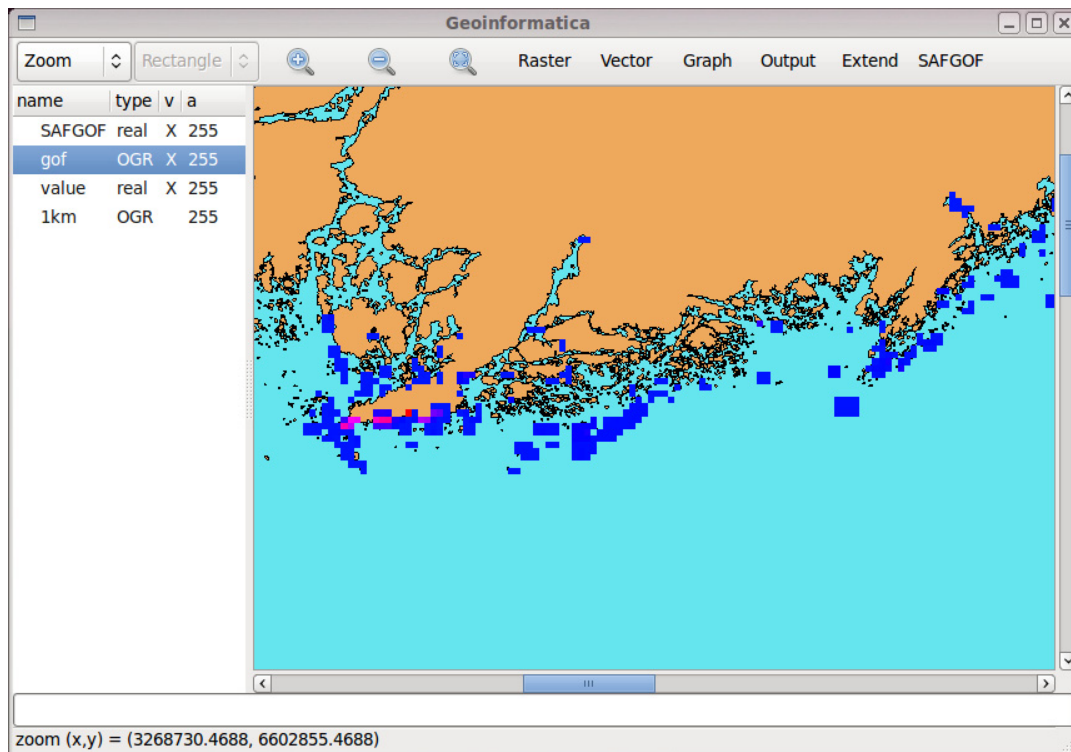 Geoinformatica
Zoom Rectangle Raster Vector Graph Output Extend SAFGOF
name type v a
SAFGOF real X 255
gof OGR X 255
value real X 255
1km OGR 255
zoom (x,y) = (3268730.4688, 6602855.4688)